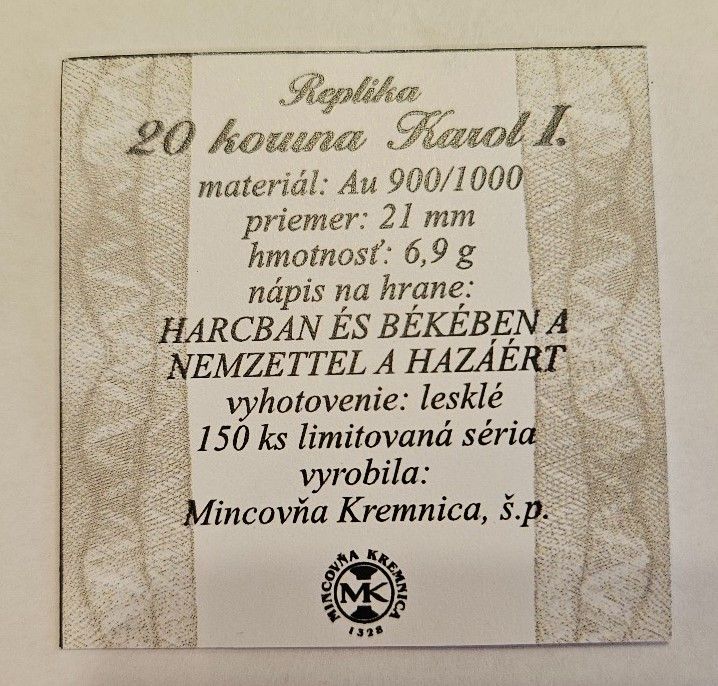 Replika
20 koruna Karol I.
materiál: Au 900/1000
priemer: 21 mm
hmotnosť: 6,9 g
nápis na hrane:
HARCBAN ÉS BÉKÉBEN A
NEMZETTEL A HAZÁÉRT
vyhotovenie: lesklé
150 ks limitovaná séria
vyrobila:
Mincovňa Kremnica, š.p.
MINCOVŇA KREMNICA
MK
1328